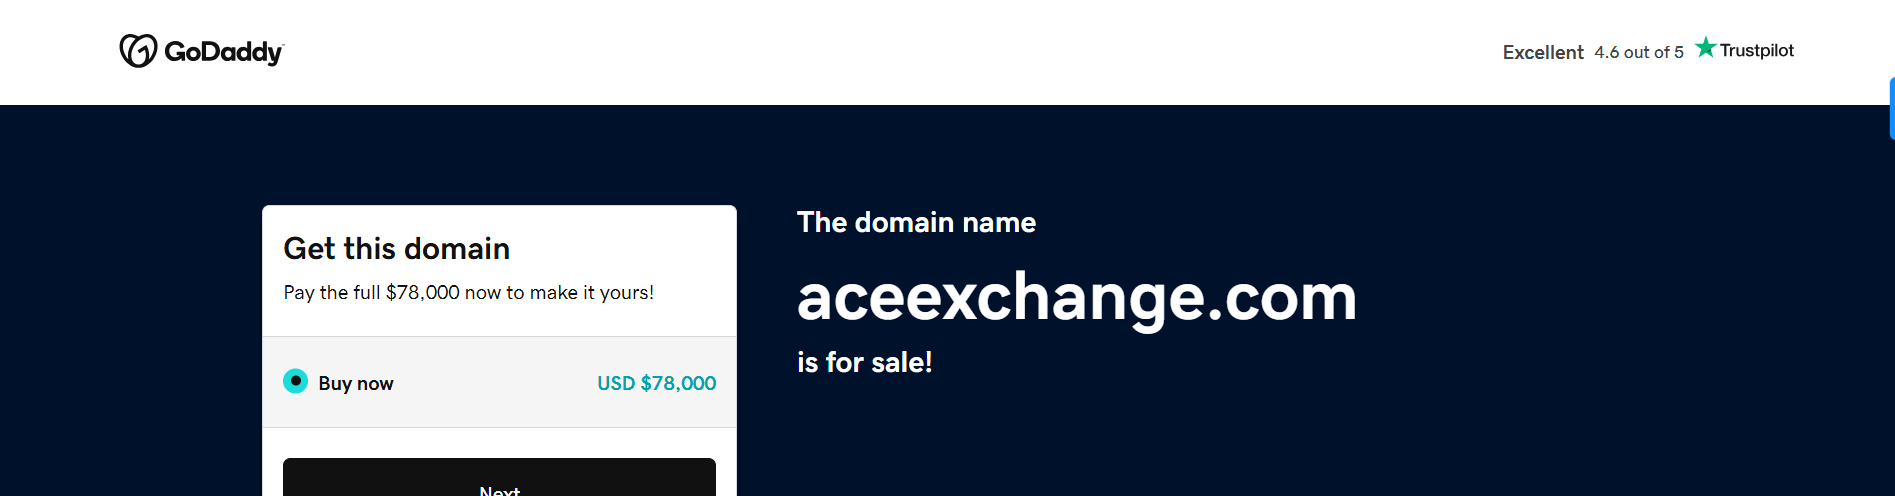 GoDaddy
Excellent 4.6 out of 5 Trustpilot
Get this domain
Pay the full $78,000 now to make it yours!
Buy now USD $78,000
Next
The domain name
aceexchange.com
is for sale!